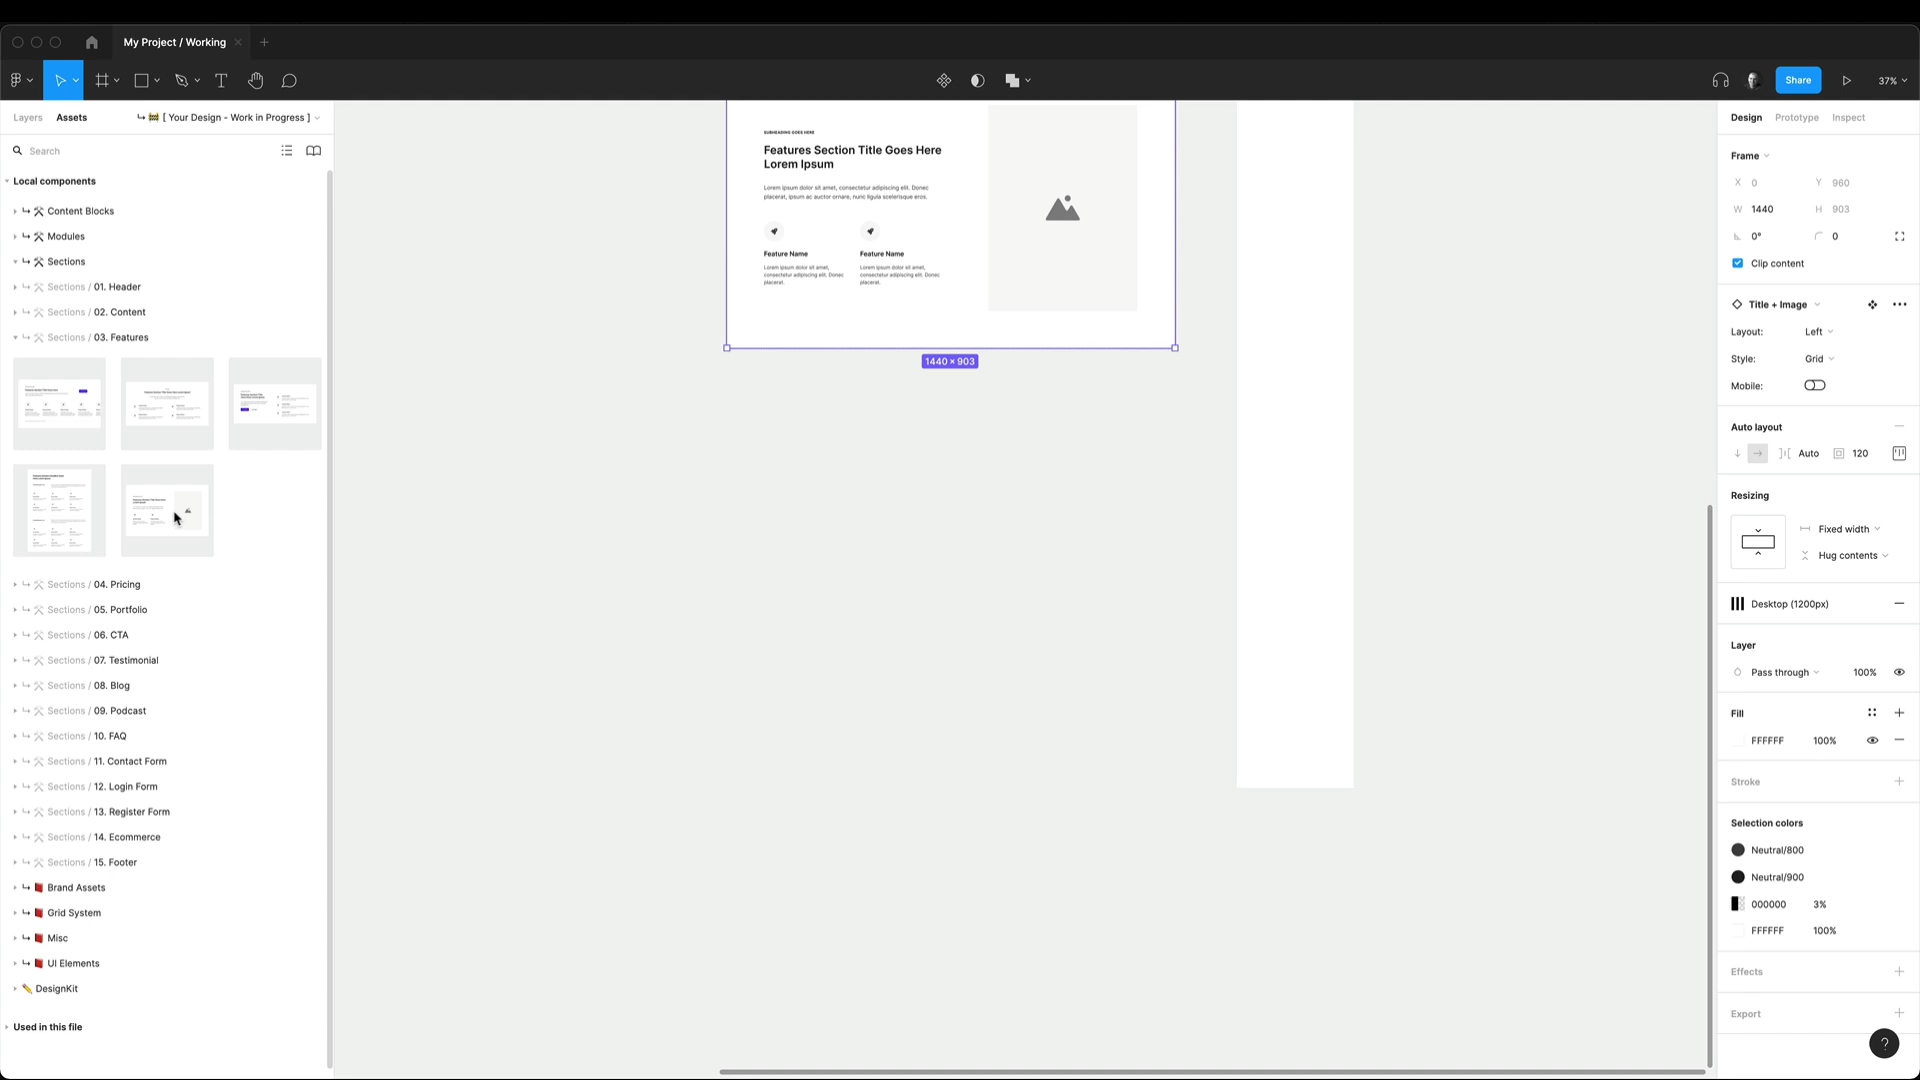 My Project / Working
Share
37%
Layers
Assets
[ Your Design - Work in Progress ]
Search
Local components
Content Blocks
Modules
Sections
Sections / 01. Header
Sections / 02. Content
Sections / 03. Features
Sections / 04. Pricing
Sections / 05. Portfolio
Sections / 06. CTA
Sections / 07. Testimonial
Sections / 08. Blog
Sections / 09. Podcast
Sections / 10. FAQ
Sections / 11. Contact Form
Sections / 12. Login Form
Sections / 13. Register Form
Sections / 14. Ecommerce
Sections / 15. Footer
Brand Assets
Grid System
Misc
UI Elements
DesignKit
Used in this file
SUBHEADING GOES HERE
Features Section Title Goes Here
Lorem Ipsum
Lorem ipsum dolor sit amet, consectetur adipiscing elit. Donec
placerat, ipsum ac auctor ornare, nunc ligula scelerisque eros.
Feature Name
Lorem ipsum dolor sit amet,
consectetur adipiscing elit. Donec
placerat.
Feature Name
Lorem ipsum dolor sit amet,
consectetur adipiscing elit. Donec
placerat.
1440 × 903
Design
Prototype
Inspect
Frame
X 0
Y 960
W 1440
H 903
0°
0
Clip content
Title + Image
Layout: Left
Style: Grid
Mobile:
Auto layout
Auto
120
Resizing
Fixed width
Hug contents
Desktop (1200px)
Layer
Pass through 100%
Fill
FFFFFF 100%
Stroke
Selection colors
Neutral/800
Neutral/900
000000 3%
FFFFFF 100%
Effects
Export
?